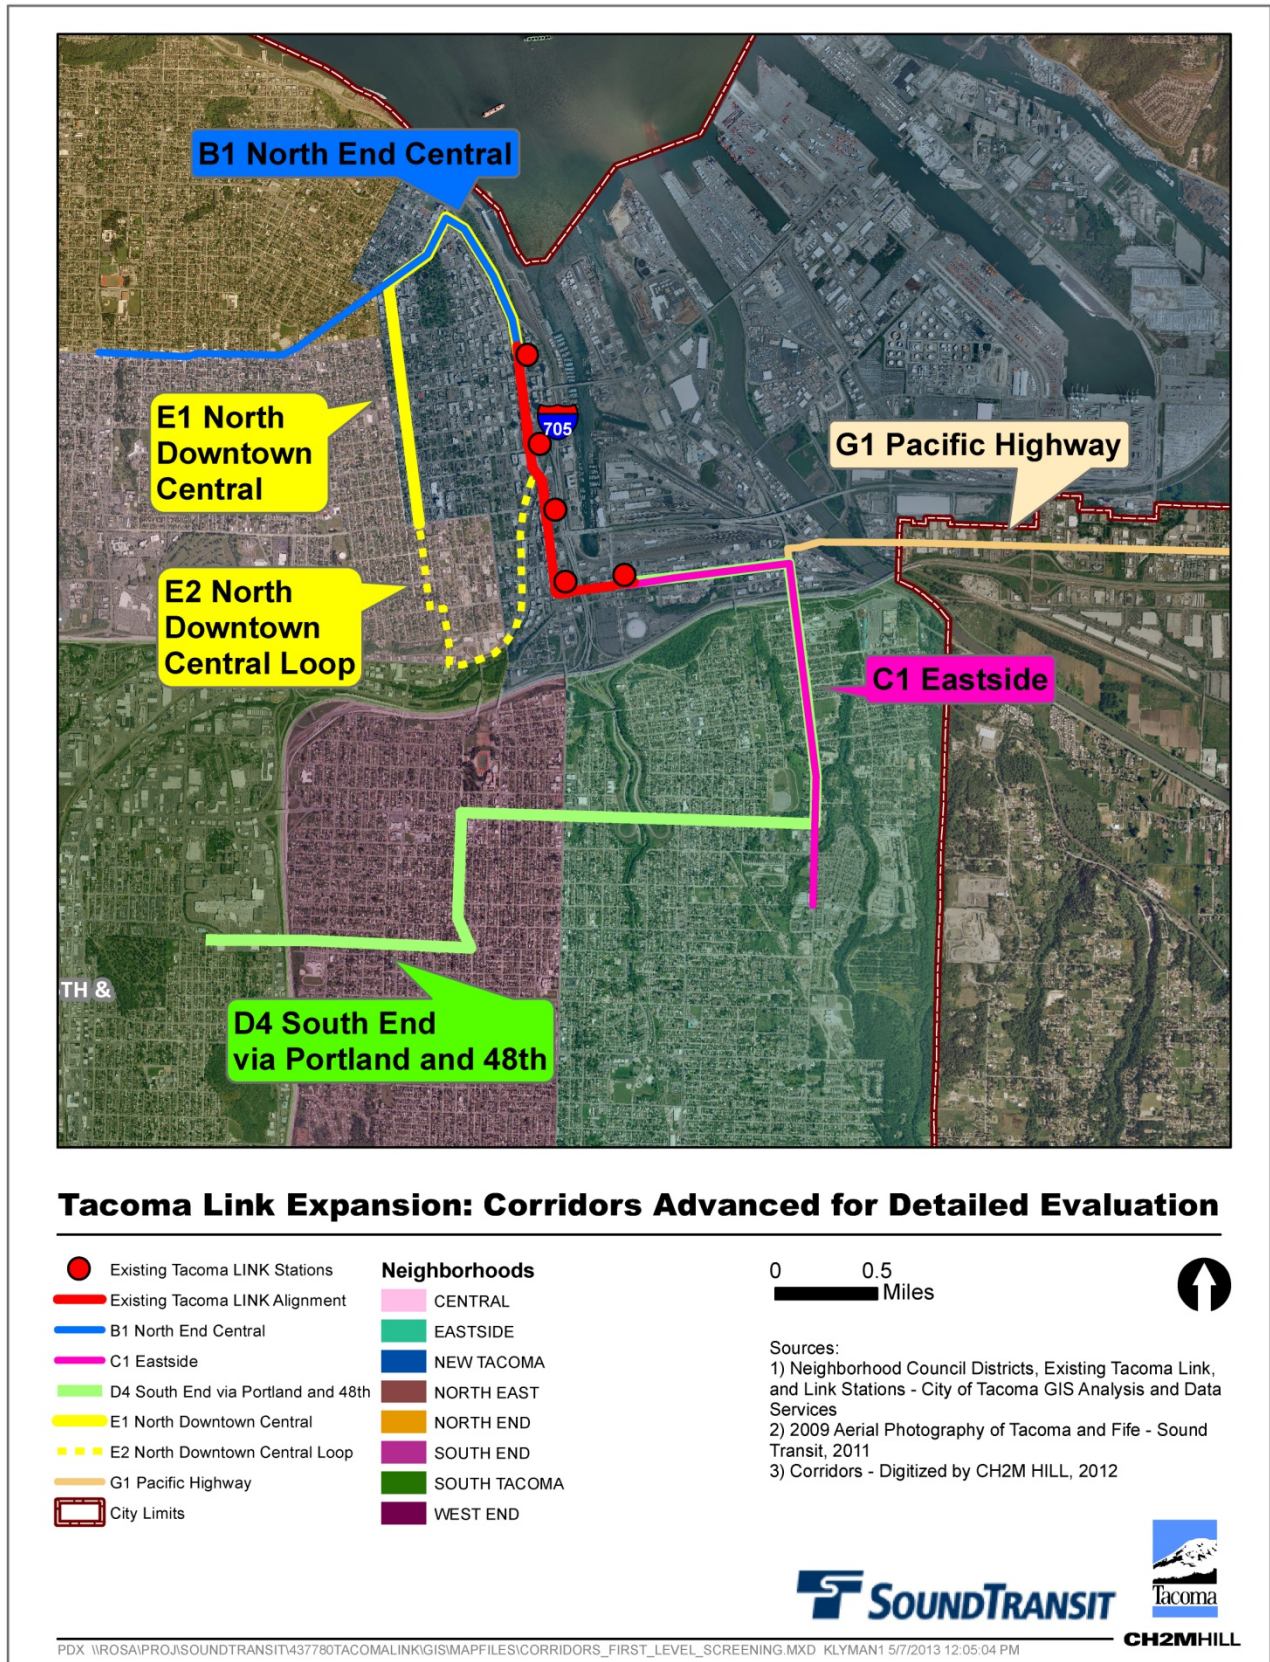 B1 North End Central
705
E1 North
Downtown
Central
G1 Pacific Highway
E2 North
Downtown
Central Loop
C1 Eastside
TH &
D4 South End
via Portland and 48th
Tacoma Link Expansion: Corridors Advanced for Detailed Evaluation
Existing Tacoma LINK Stations
Existing Tacoma LINK Alignment
B1 North End Central
C1 Eastside
D4 South End via Portland and 48th
E1 North Downtown Central
E2 North Downtown Central Loop
G1 Pacific Highway
City Limits
Neighborhoods
CENTRAL
EASTSIDE
NEW TACOMA
NORTH EAST
NORTH END
SOUTH END
SOUTH TACOMA
WEST END
0 0.5
Miles
Sources:
1) Neighborhood Council Districts, Existing Tacoma Link,
and Link Stations - City of Tacoma GIS Analysis and Data
Services
2) 2009 Aerial Photography of Tacoma and Fife - Sound
Transit, 2011
3) Corridors - Digitized by CH2M HILL, 2012
SOUNDTRANSIT
Tacoma
CH2MHILL
PDX \\ROSA\PROJ\SOUNDTRANSIT\437780TACOMALINK\GIS\MAPFILES\CORRIDORS_FIRST_LEVEL_SCREENING.MXD KLYMAN1 5/7/2013 12:05:04 PM